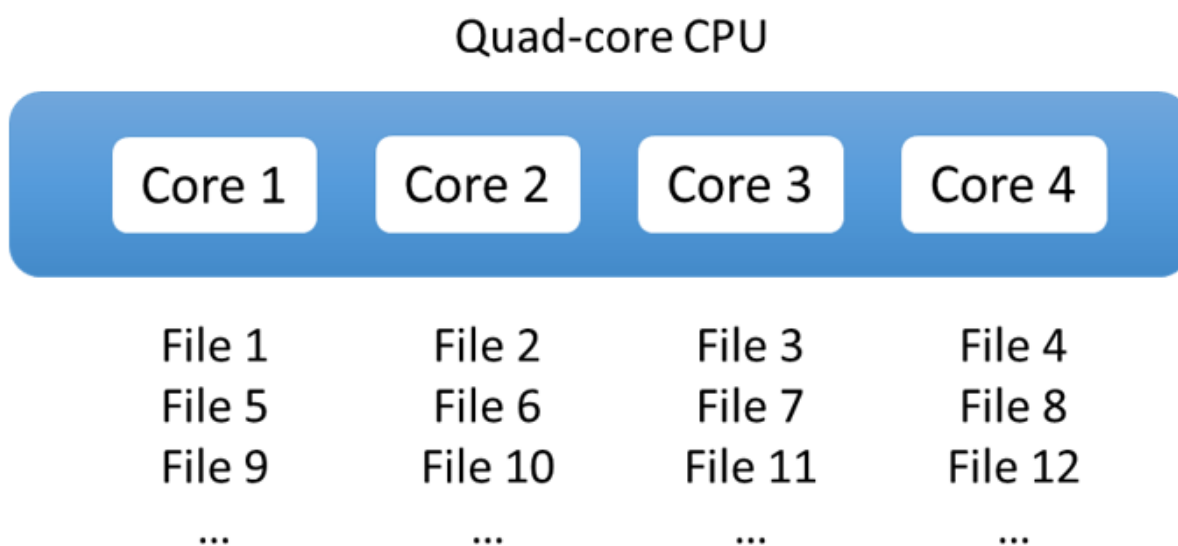 Quad-core CPU
Core 1 Core 2 Core 3 Core 4
File 1 File 2 File 3 File 4
File 5 File 6 File 7 File 8
File 9 File 10 File 11 File 12
... ... ... ...